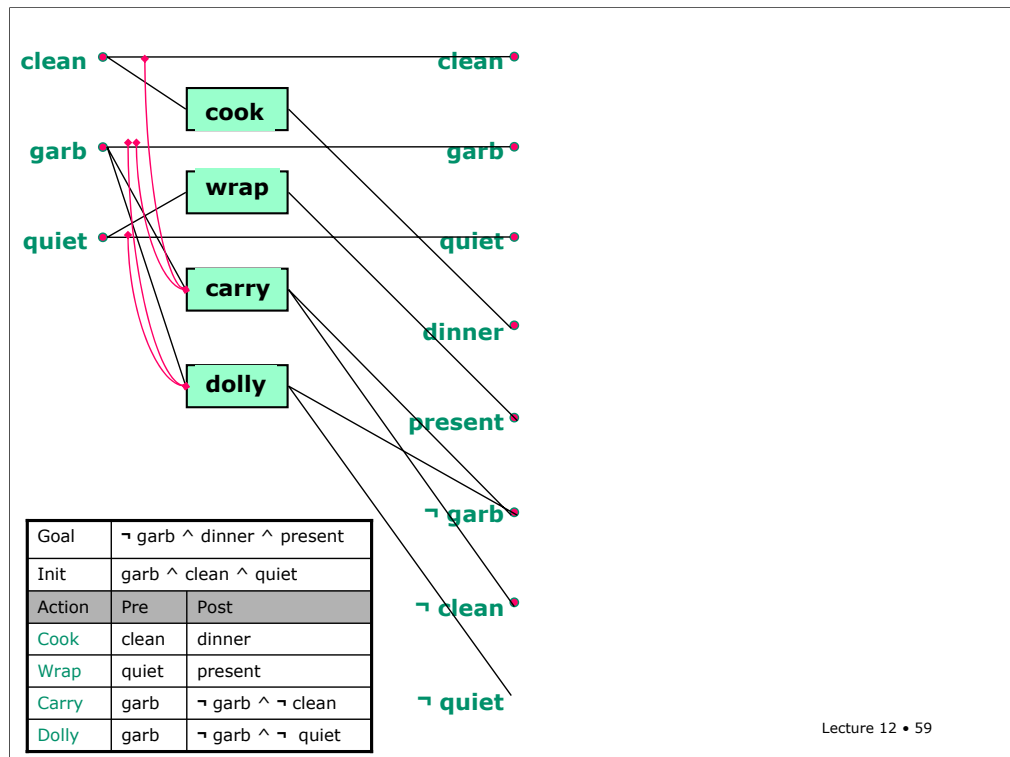 clean clean
cook
garb garb
wrap
quiet quiet
carry
dinner
dolly
present
¬ garb
¬ clean
¬ quiet
Goal ¬ garb ^ dinner ^ present
Init garb ^ clean ^ quiet
Action Pre Post
Cook clean dinner
Wrap quiet present
Carry garb ¬ garb ^ ¬ clean
Dolly garb ¬ garb ^ ¬ quiet
Lecture 12 • 59